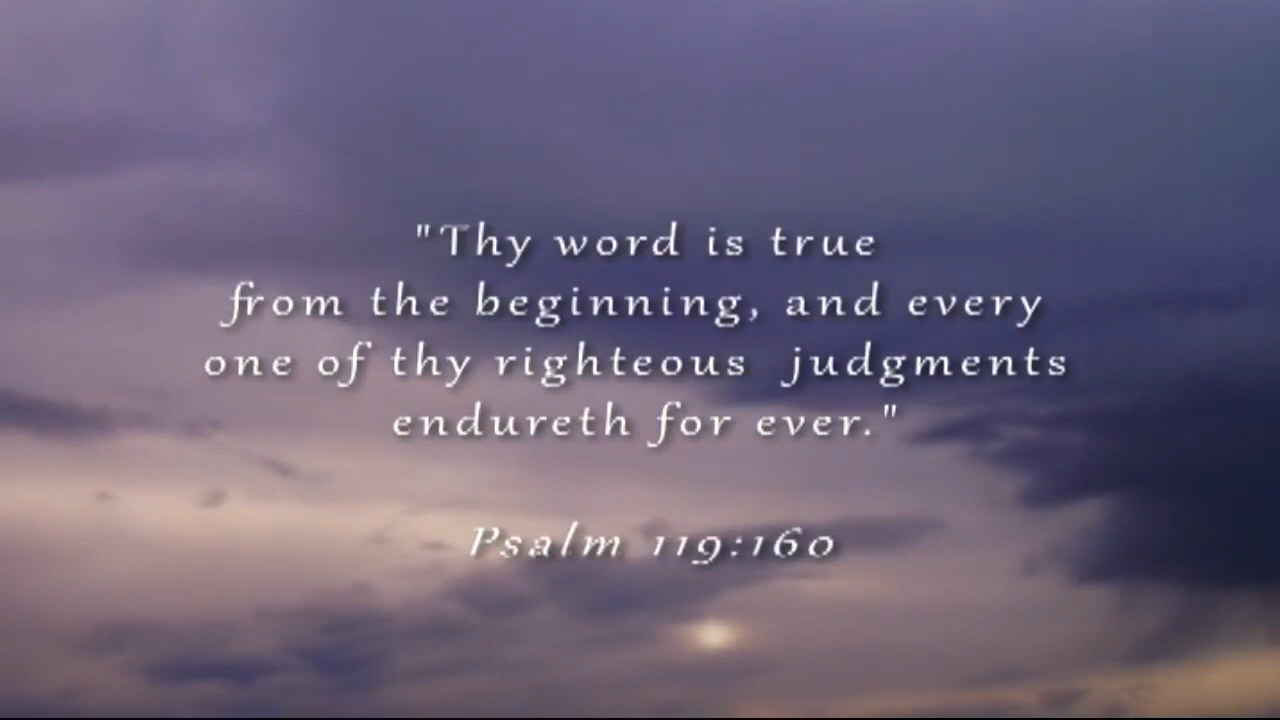 "Thy word is true
from the beginning, and every
one of thy righteous judgments
endureth for ever."
Psalm 119:160